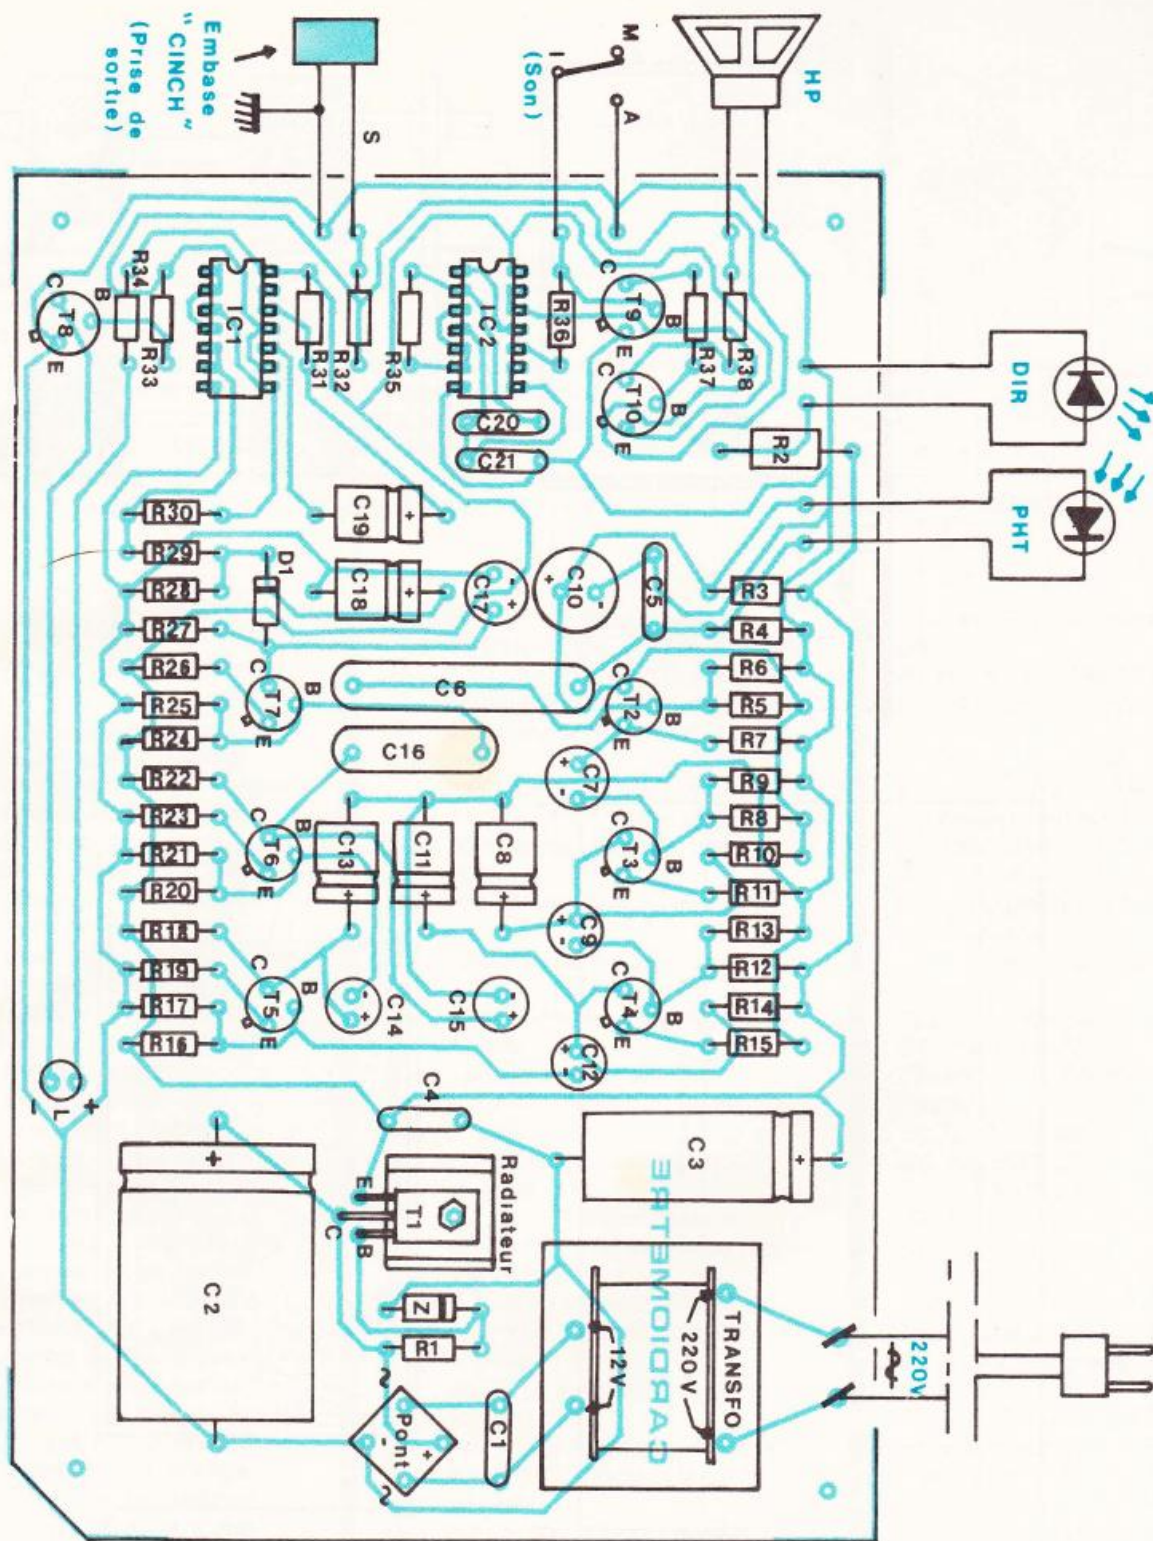 Embase
"CINCH"
(Prise de
sortie)
S
I
M
A
(Son)
HP
DIR
PHT
C
T8
B
E
R34
R33
IC1
R31
R32
R35
IC2
R36
C
T9
B
E
R37
R38
C
T10
B
E
C20
C21
R2
R30
R29
R28
R27
R26
R25
R24
R22
R23
R21
R20
R18
R19
R17
R16
D1
C19
+
C18
+
C17
- +
C10
+ -
C5
C6
C16
C
T7
B
E
C
T2
B
E
C7
+ -
R3
R4
R6
R5
R7
R9
R8
R10
R11
R13
R12
R14
R15
C
T6
B
E
C13
+
C11
+
C8
+
C
T3
B
E
C9
+ -
C
T5
B
E
C14
- +
C15
- +
C
T4
B
E
C12
+ -
- L +
C4
C3
+
C2
+
E
C
B
T1
Radiateur
Z
R1
CARDIOMETRE
TRANSFO
220V
12V
220V
~
Pont
+
-
~
~
C1